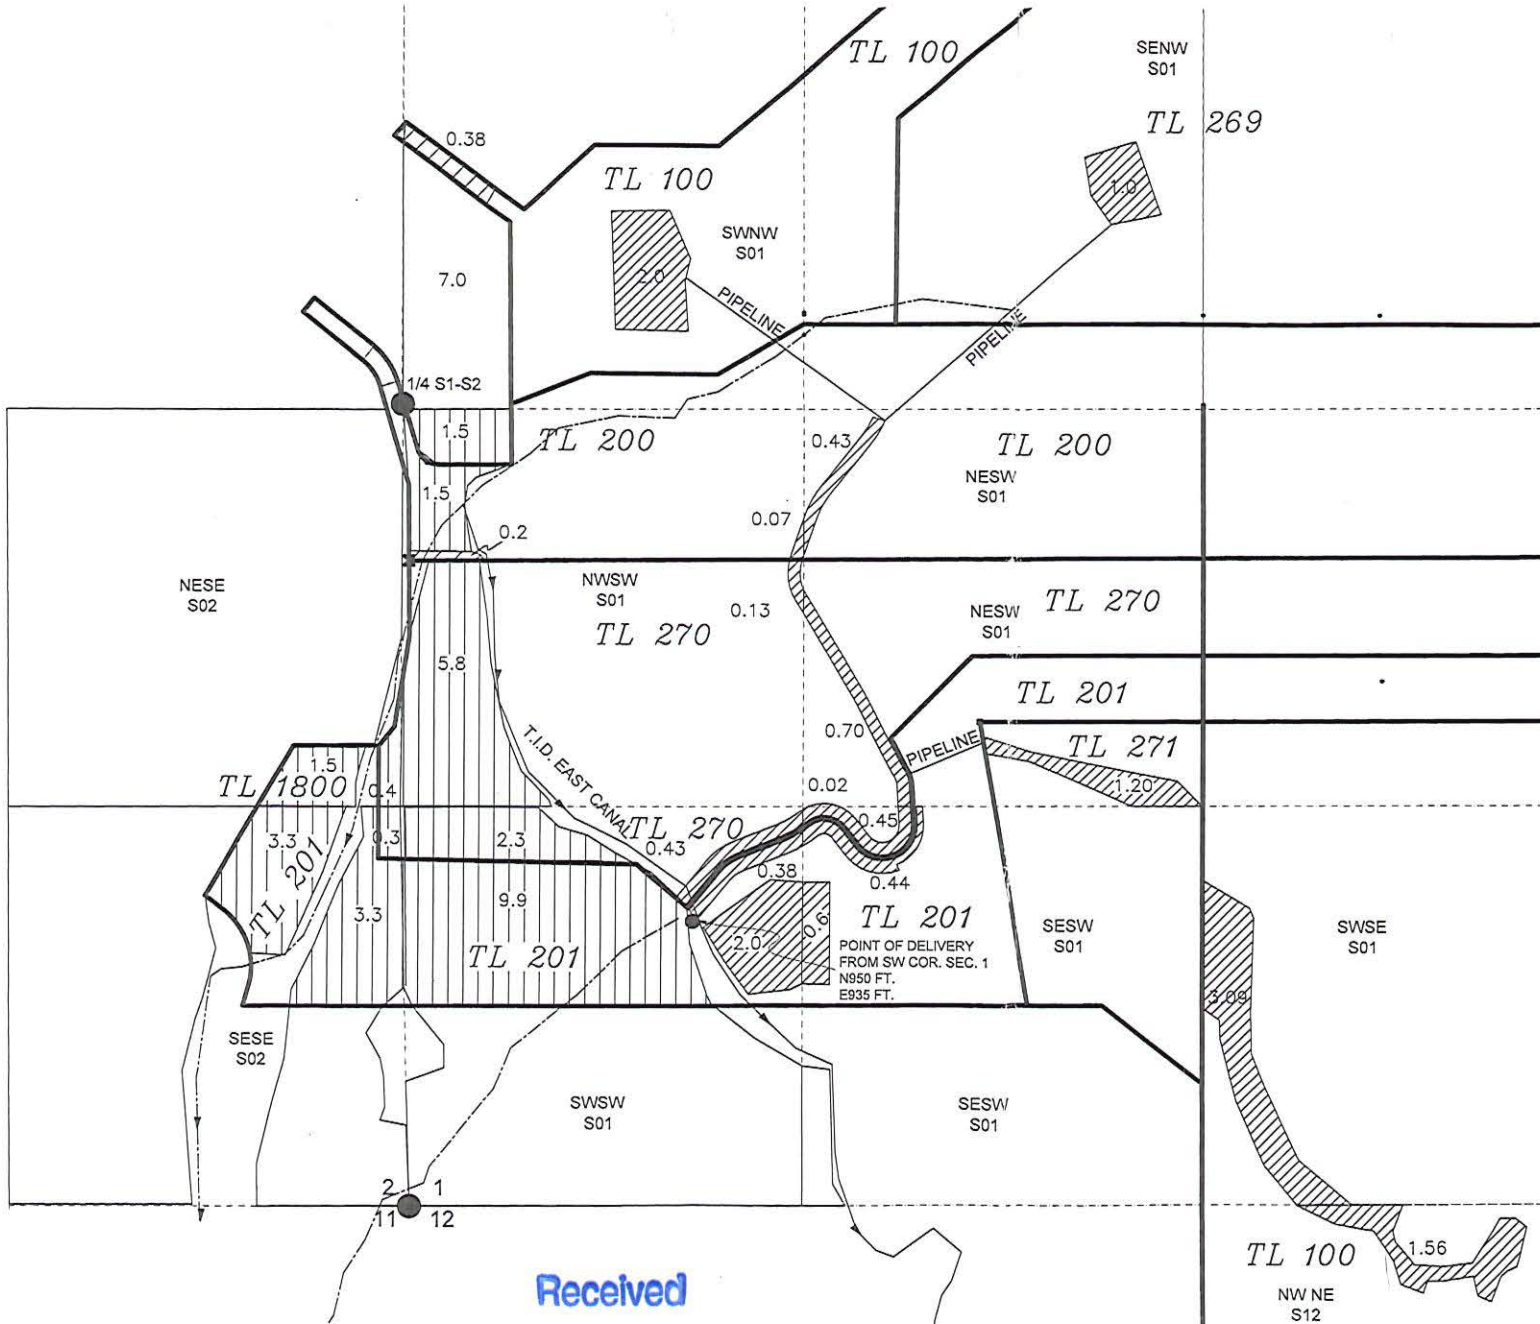 TL 100
SENW
S01
TL 269
0.38
TL 100
1.0
SWNW
S01
7.0
2.0
PIPELINE
PIPELINE
1/4 S1-S2
1.5
TL 200
0.43
TL 200
NESW
S01
1.5
0.07
0.2
NESE
S02
NWSW
S01
0.13
TL 270
NESW
S01
TL 270
5.8
TL 201
0.70
T.I.D. EAST CANAL
PIPELINE
TL 271
1.5
TL 1800
0.4
0.02
1.20
0.45
TL 270
3.3
0.3
2.3
0.43
TL 201
0.38
0.44
3.3
9.9
TL 201
0.6
TL 201
2.0
POINT OF DELIVERY
FROM SW COR. SEC. 1
N950 FT.
E935 FT.
SESW
S01
SWSE
S01
3.09
SESE
S02
SWSW
S01
SESW
S01
2 1
11 12
TL 100
1.56
NW NE
S12
Received